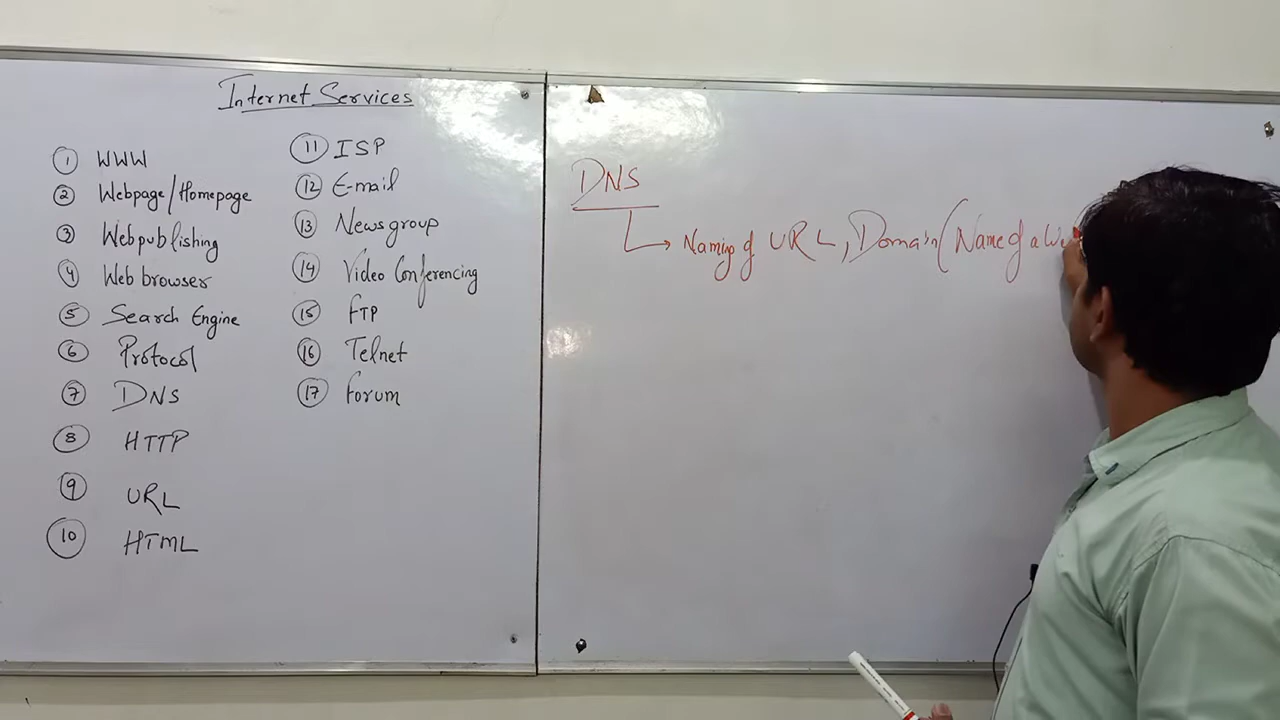 Internet Services
1 WWW
2 Webpage/Homepage
3 Webpublishing
4 Web browser
5 Search Engine
6 Protocol
7 DNS
8 HTTP
9 URL
10 HTML
11 ISP
12 E-mail
13 Newsgroup
14 Video Conferencing
15 FTP
16 Telnet
17 Forum
DNS
Naming of URL, Domain (Name of a We